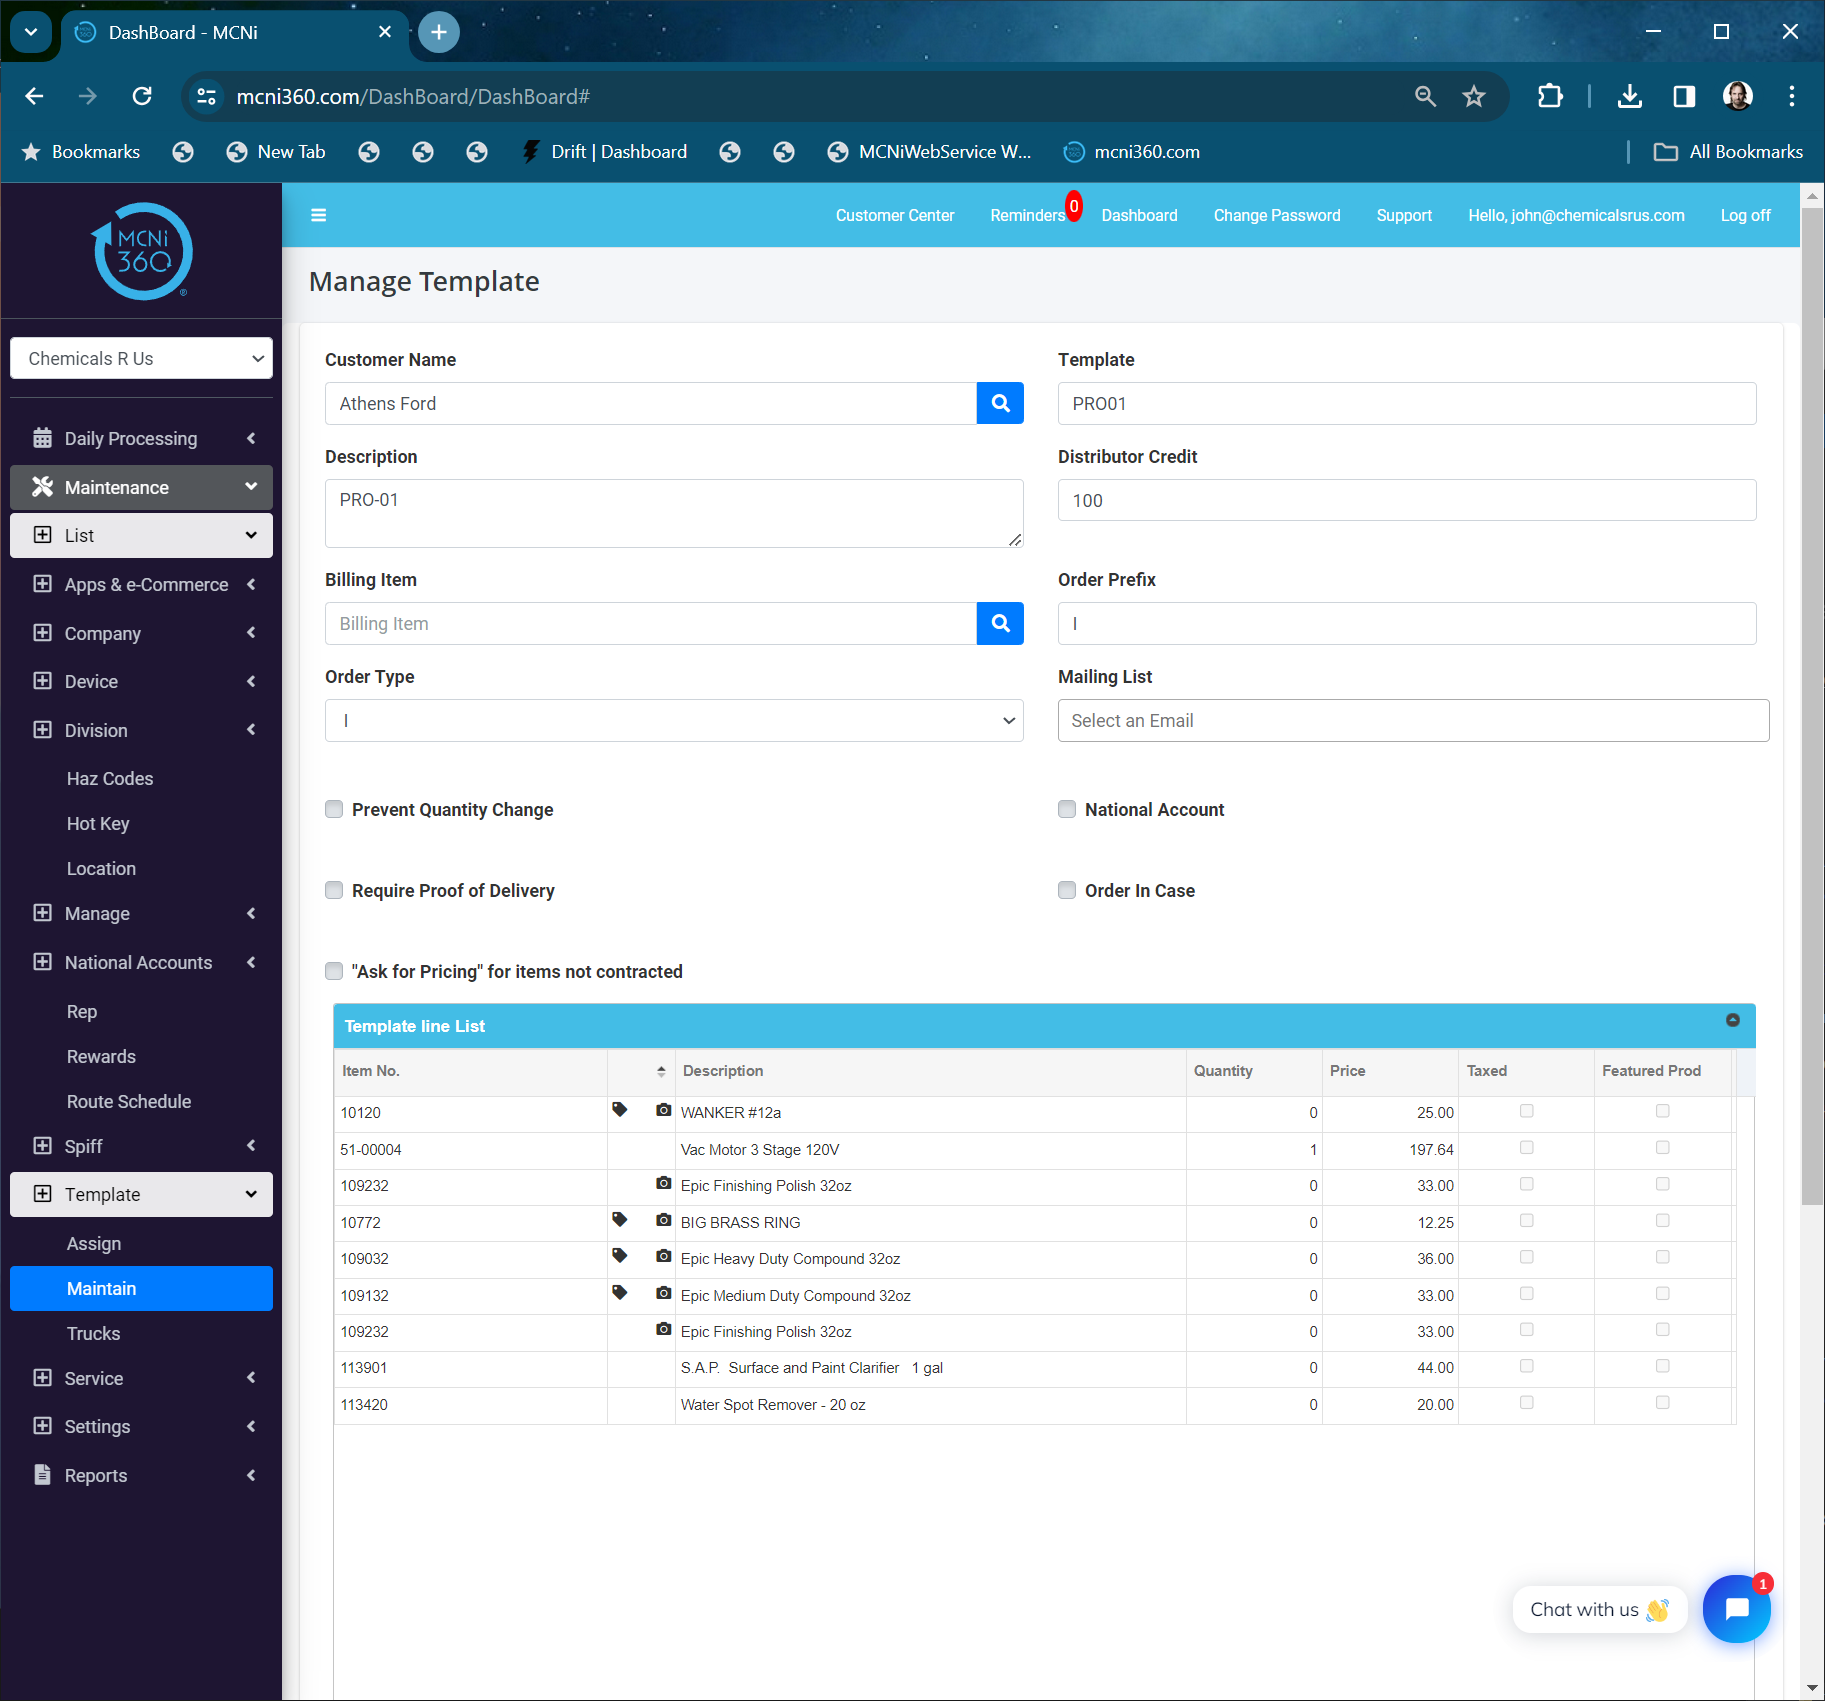 DashBoard - MCNi
mcni360.com/DashBoard/DashBoard#
Bookmarks
New Tab
Drift | Dashboard
MCNiWebService W...
mcni360.com
All Bookmarks
MCNi
360
®
Customer Center
Reminders
0
Dashboard
Change Password
Support
Hello, john@chemicalsrus.com
Log off
Chemicals R Us
Daily Processing
Maintenance
List
Apps & e-Commerce
Company
Device
Division
Haz Codes
Hot Key
Location
Manage
National Accounts
Rep
Rewards
Route Schedule
Spiff
Template
Assign
Maintain
Trucks
Service
Settings
Reports
Manage Template
Customer Name
Athens Ford
Template
PRO01
Description
PRO-01
Distributor Credit
100
Billing Item
Billing Item
Order Prefix
I
Order Type
I
Mailing List
Select an Email
Prevent Quantity Change
National Account
Require Proof of Delivery
Order In Case
"Ask for Pricing" for items not contracted
Template line List
Item No. Description Quantity Price Taxed Featured Prod
10120 WANKER #12a 0 25.00
51-00004 Vac Motor 3 Stage 120V 1 197.64
109232 Epic Finishing Polish 32oz 0 33.00
10772 BIG BRASS RING 0 12.25
109032 Epic Heavy Duty Compound 32oz 0 36.00
109132 Epic Medium Duty Compound 32oz 0 33.00
109232 Epic Finishing Polish 32oz 0 33.00
113901 S.A.P. Surface and Paint Clarifier 1 gal 0 44.00
113420 Water Spot Remover - 20 oz 0 20.00
Chat with us 👋
1